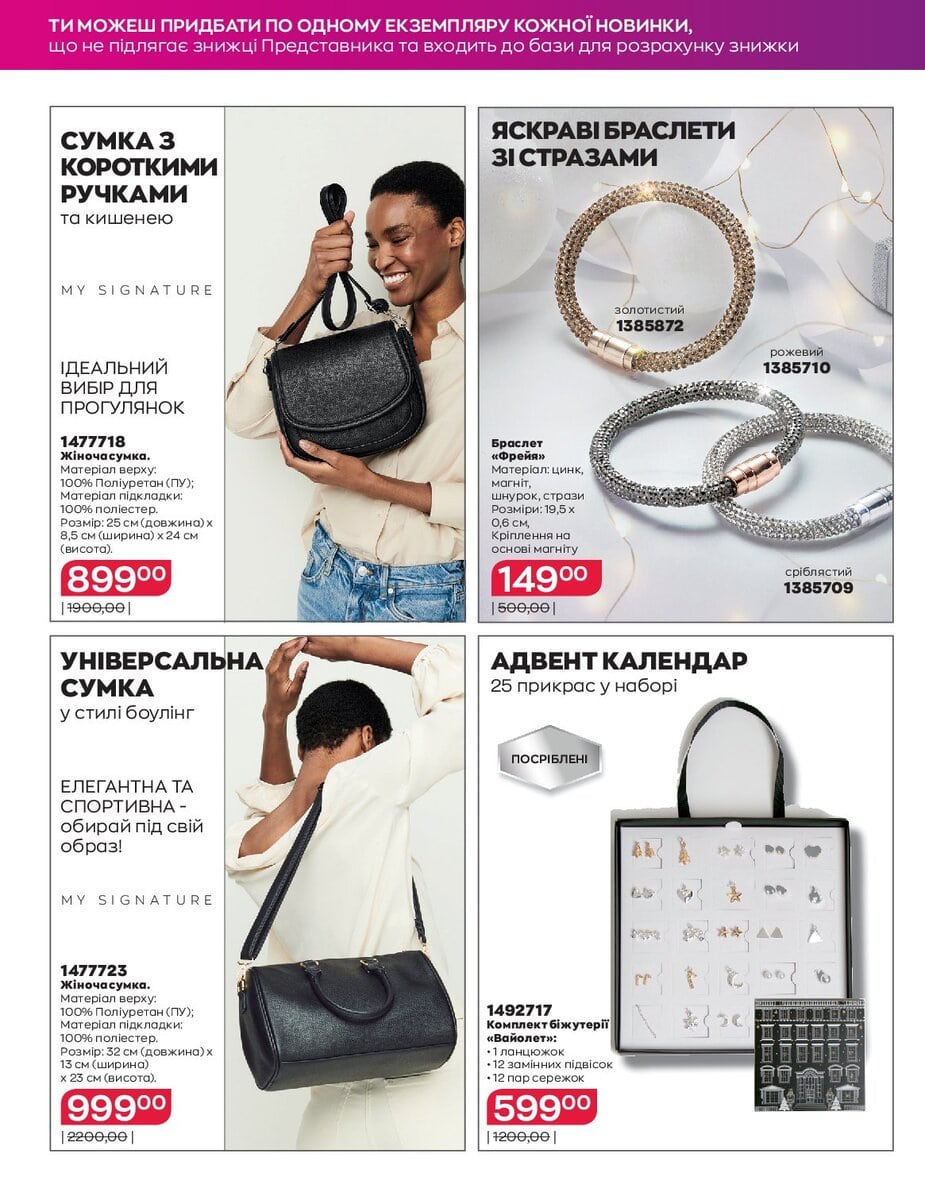 ТИ МОЖЕШ ПРИДБАТИ ПО ОДНОМУ ЕКЗЕМПЛЯРУ КОЖНОЇ НОВИНКИ,
що не підлягає знижці Представника та входить до бази для розрахунку знижки
СУМКА З
КОРОТКИМИ
РУЧКАМИ
та кишенею
MY SIGNATURE
ІДЕАЛЬНИЙ
ВИБІР ДЛЯ
ПРОГУЛЯНОК
1477718
Жіноча сумка.
Матеріал верху:
100% Поліуретан (ПУ);
Матеріал підкладки:
100% поліестер.
Розмір: 25 см (довжина) х
8,5 см (ширина) х 24 см
(висота).
89900
| 1900,00 |
ЯСКРАВІ БРАСЛЕТИ
ЗІ СТРАЗАМИ
золотистий
1385872
рожевий
1385710
Браслет
«Фрейя»
Матеріал: цинк,
магніт,
шнурок, стрази
Розміри: 19,5 х
0,6 см,
Кріплення на
основі магніту
14900
| 500,00 |
сріблястий
1385709
УНІВЕРСАЛЬНА
СУМКА
у стилі боулінг
ЕЛЕГАНТНА ТА
СПОРТИВНА -
обирай під свій
образ!
MY SIGNATURE
1477723
Жіноча сумка.
Матеріал верху:
100% Поліуретан (ПУ);
Матеріал підкладки:
100% поліестер.
Розмір: 32 см (довжина) х
13 см (ширина)
х 23 см (висота).
99900
| 2200,00 |
АДВЕНТ КАЛЕНДАР
25 прикрас у наборі
ПОСРІБЛЕНІ
1492717
Комплект біжутерії
«Вайолет»:
• 1 ланцюжок
• 12 замінних підвісок
• 12 пар сережок
59900
| 1200,00 |